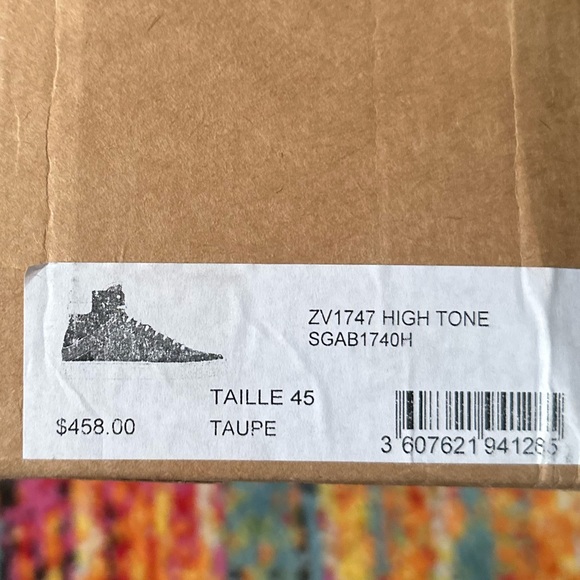 ZV1747 HIGH TONE
SGAB1740H
TAILLE 45
$458.00 TAUPE
3 607621 941285